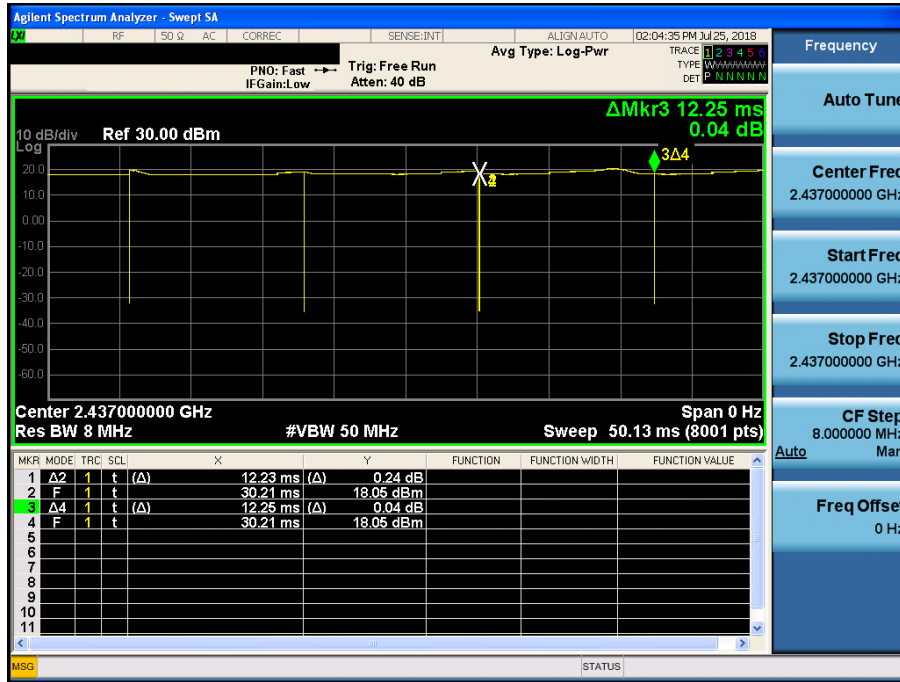 Agilent Spectrum Analyzer - Swept SA
LXI RF 50 Ω AC CORREC SENSE:INT ALIGN AUTO 02:04:35 PM Jul 25, 2018
Avg Type: Log-Pwr
TRACE 1 2 3 4 5 6
TYPE W
DET P N N N N N
PNO: Fast
IFGain:Low
Trig: Free Run
Atten: 40 dB
ΔMkr3 12.25 ms
0.04 dB
10 dB/div Ref 30.00 dBm
Log
20.0
10.0
0.00
-10.0
-20.0
-30.0
-40.0
-50.0
-60.0
3Δ4
Center 2.437000000 GHz Span 0 Hz
Res BW 8 MHz #VBW 50 MHz Sweep 50.13 ms (8001 pts)
MKR MODE TRC SCL X Y FUNCTION FUNCTION WIDTH FUNCTION VALUE
1 Δ2 1 t (Δ) 12.23 ms (Δ) 0.24 dB
2 F 1 t 30.21 ms 18.05 dBm
3 Δ4 1 t (Δ) 12.25 ms (Δ) 0.04 dB
4 F 1 t 30.21 ms 18.05 dBm
5
6
7
8
9
10
11
MSG STATUS
Frequency
Auto Tune
Center Freq
2.437000000 GHz
Start Freq
2.437000000 GHz
Stop Freq
2.437000000 GHz
CF Step
8.000000 MHz
Auto Man
Freq Offset
0 Hz